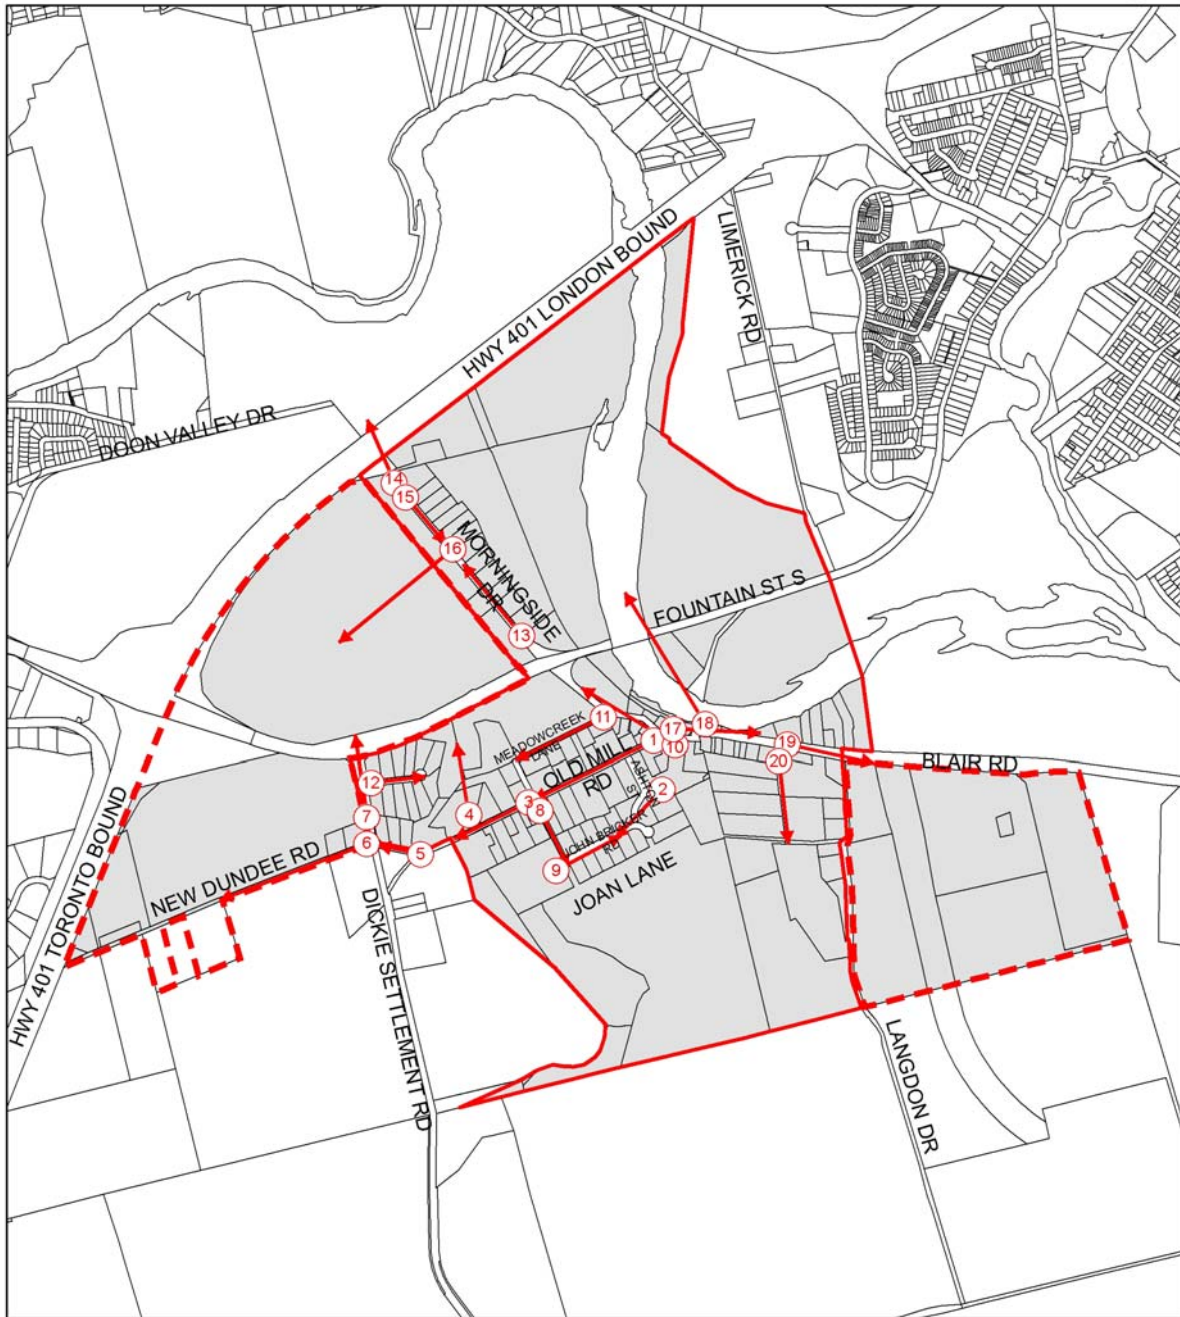 HWY 401 LONDON BOUND
LIMERICK RD
DOON VALLEY DR
14
15
16
MORNINGSIDE
DR
13
FOUNTAIN ST S
11
MEADOWCREEK
LANE
17
18
1
10
19
20
BLAIR RD
OLD MILL
RD
ASHTON
ST
2
12
3
8
4
7
6
5
JOHN BRICKER
RD
9
JOAN LANE
NEW DUNDEE RD
HWY 401 TORONTO BOUND
DICKIE SETTLEMENT RD
LANGDON DR